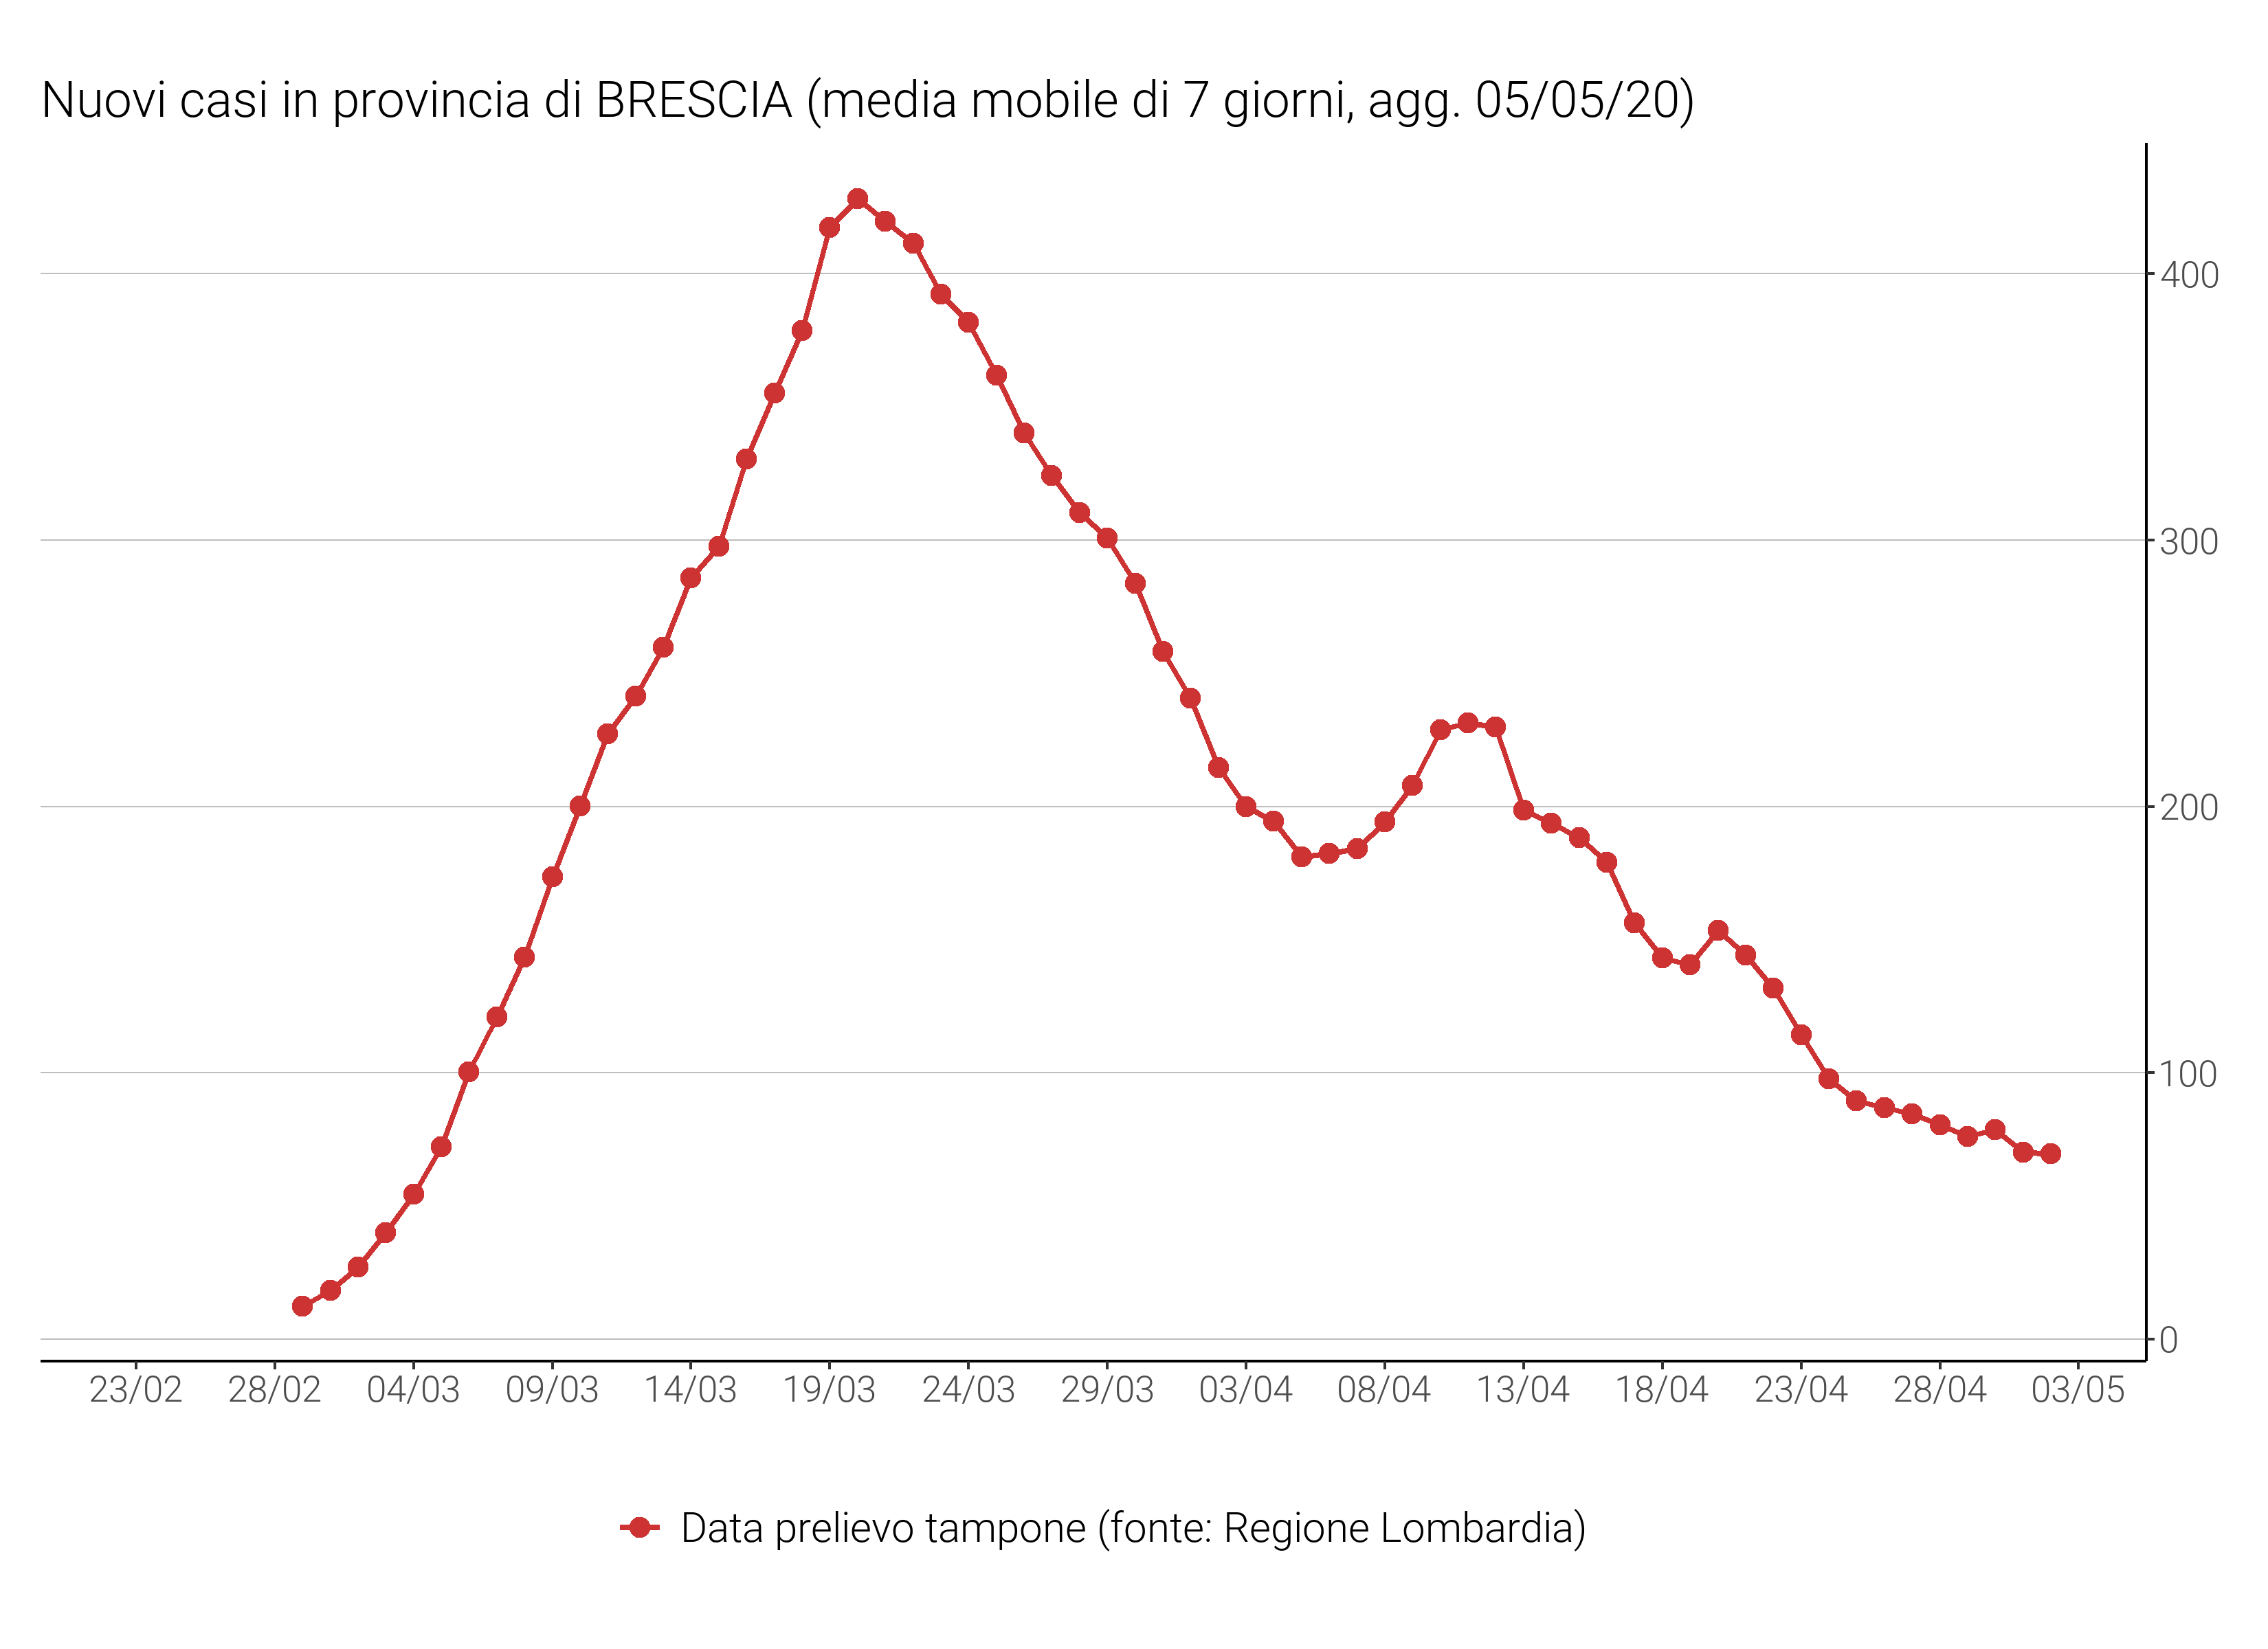 Nuovi casi in provincia di BRESCIA (media mobile di 7 giorni, agg. 05/05/20)
400
300
200
100
0
23/02 28/02 04/03 09/03 14/03 19/03 24/03 29/03 03/04 08/04 13/04 18/04 23/04 28/04 03/05
Data prelievo tampone (fonte: Regione Lombardia)